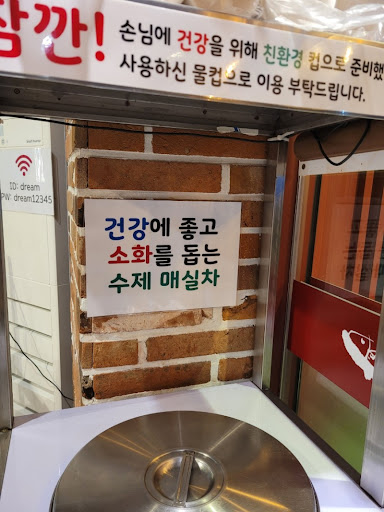 잠깐!
손님에 건강을 위해 친환경 컵으로 준비했
사용하신 물컵으로 이용 부탁드립니다.
ID: dream
PW: dream12345
건강에 좋고
소화를 돕는
수제 매실차